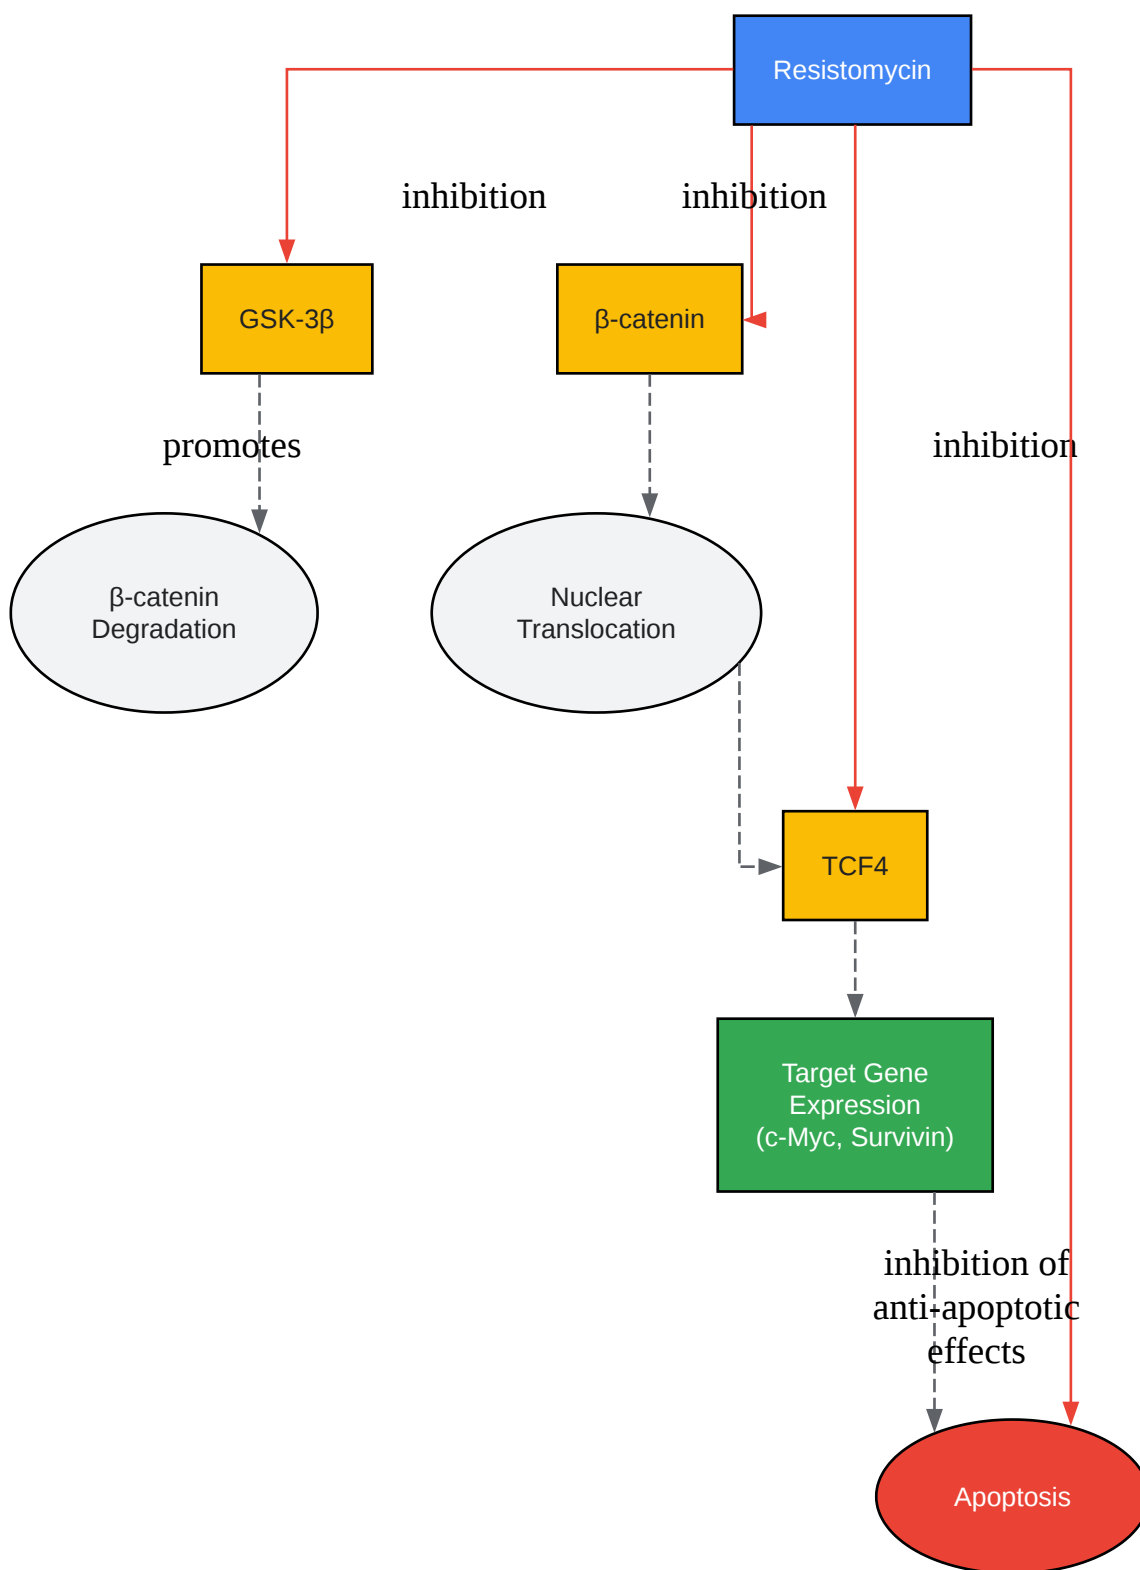 Resistomycin
inhibition
inhibition
GSK-3β
β-catenin
promotes
inhibition
β-catenin
Degradation
Nuclear
Translocation
TCF4
Target Gene
Expression
(c-Myc, Survivin)
inhibition of
anti-apoptotic
effects
Apoptosis